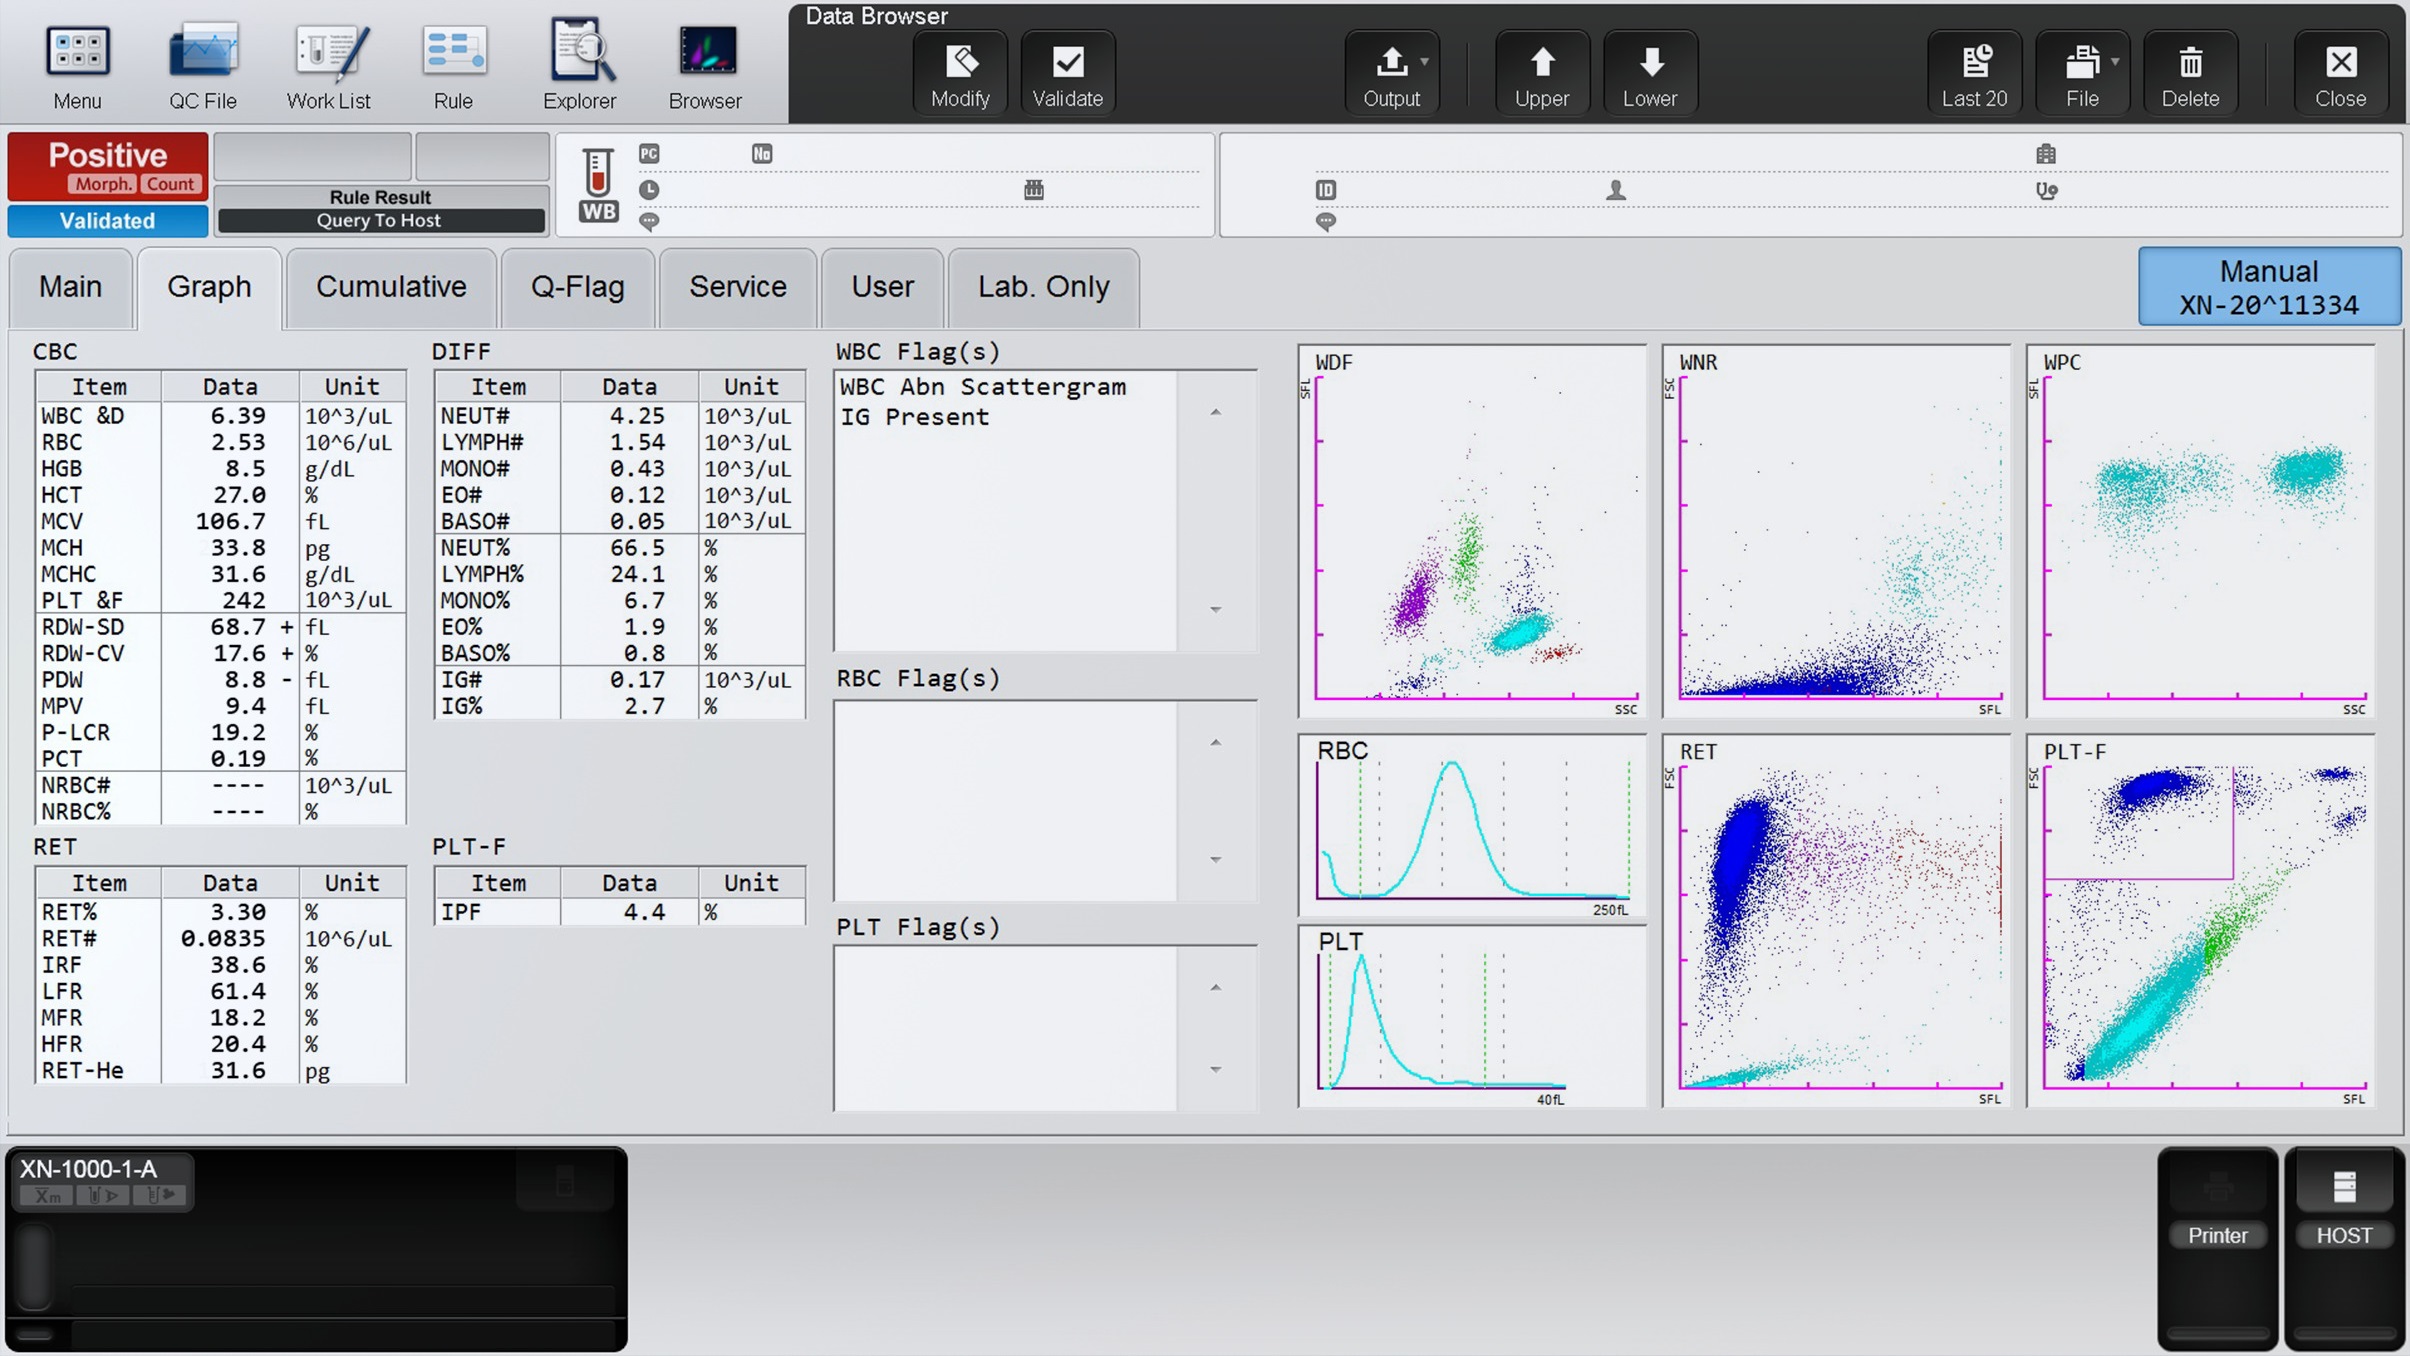 Data Browser
Menu
QC File
Work List
Rule
Explorer
Browser
Modify
Validate
Output
Upper
Lower
Last 20
File
Delete
Close
Positive
Morph. Count
Validated
Rule Result
Query To Host
WB
PC
No
ID
Main
Graph
Cumulative
Q-Flag
Service
User
Lab. Only
Manual
XN-20^11334
CBC
Item Data Unit
WBC &D 6.39 10^3/uL
RBC 2.53 10^6/uL
HGB 8.5 g/dL
HCT 27.0 %
MCV 106.7 fL
MCH 33.8 pg
MCHC 31.6 g/dL
PLT &F 242 10^3/uL
RDW-SD 68.7 + fL
RDW-CV 17.6 + %
PDW 8.8 - fL
MPV 9.4 fL
P-LCR 19.2 %
PCT 0.19 %
NRBC# ---- 10^3/uL
NRBC% ---- %
RET
Item Data Unit
RET% 3.30 %
RET# 0.0835 10^6/uL
IRF 38.6 %
LFR 61.4 %
MFR 18.2 %
HFR 20.4 %
RET-He 31.6 pg
DIFF
Item Data Unit
NEUT# 4.25 10^3/uL
LYMPH# 1.54 10^3/uL
MONO# 0.43 10^3/uL
EO# 0.12 10^3/uL
BASO# 0.05 10^3/uL
NEUT% 66.5 %
LYMPH% 24.1 %
MONO% 6.7 %
EO% 1.9 %
BASO% 0.8 %
IG# 0.17 10^3/uL
IG% 2.7 %
PLT-F
Item Data Unit
IPF 4.4 %
WBC Flag(s)
WBC Abn Scattergram
IG Present
RBC Flag(s)
PLT Flag(s)
WDF
SFL
SSC
WNR
FSC
SFL
WPC
SFL
SSC
RBC
250fL
PLT
40fL
RET
FSC
SFL
PLT-F
FSC
SFL
XN-1000-1-A
Xm
Printer
HOST